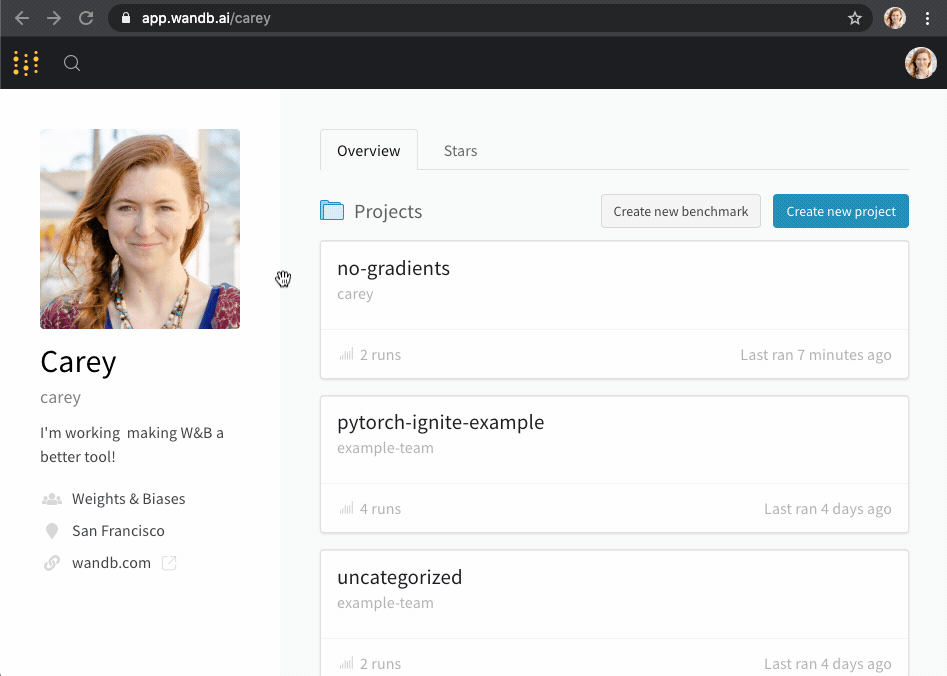 app.wandb.ai/carey
Overview
Stars
Projects
Create new benchmark
Create new project
no-gradients
carey
2 runs
Last ran 7 minutes ago
pytorch-ignite-example
example-team
4 runs
Last ran 4 days ago
uncategorized
example-team
2 runs
Last ran 4 days ago
Carey
carey
I'm working  making W&B a
better tool!
Weights & Biases
San Francisco
wandb.com